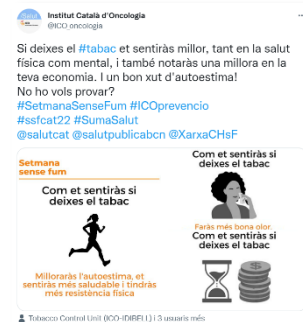 Institut Català d'Oncologia
@ICO_oncologia
Si deixes el #tabac et sentiràs millor, tant en la salut
física com mental, i també notaràs una millora en la
teva economia. I un bon xut d'autoestima!
No ho vols provar?
#SetmanaSenseFum #ICOprevencio
#ssfcat22 #SumaSalut
@salutcat @salutpublicabcn @XarxaCHsF
Setmana
sense fum
Com et sentiràs si
deixes el tabac
Milloraràs l'autoestima, et
sentiràs més saludable i tindràs
més resistència física
Com et sentiràs si
deixes el tabac
Faràs més bona olor.
Com et sentiràs si
deixes el tabac
Tobacco Control Unit (ICO-IDIBELL) i 3 usuaris més